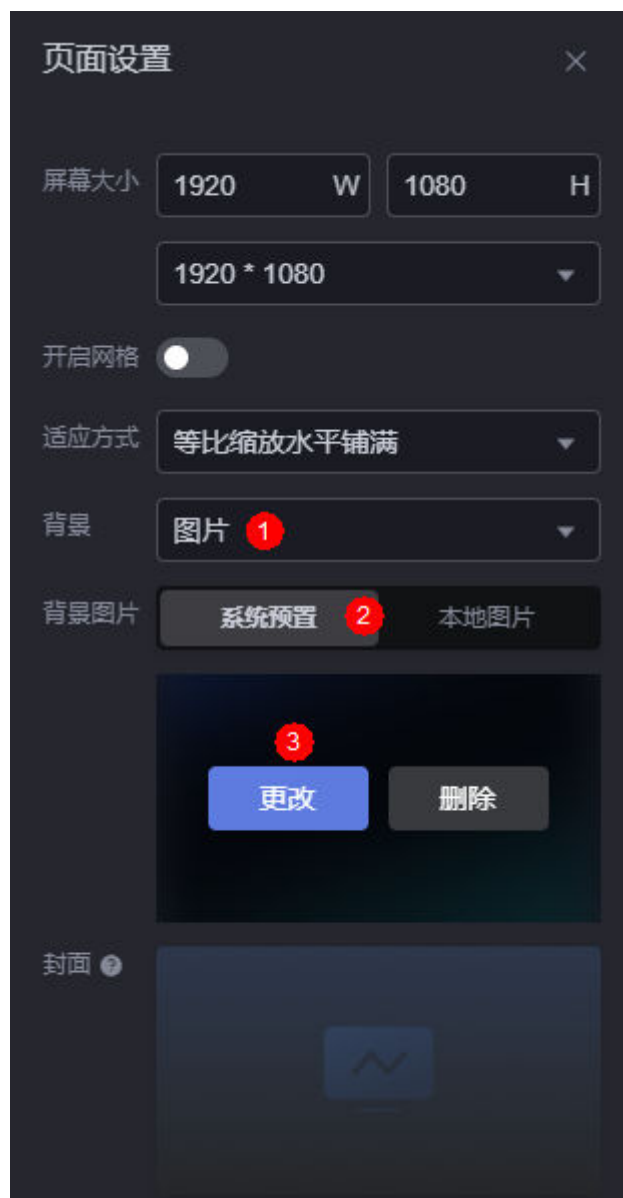 页面设置
屏幕大小 1920 W 1080 H
1920 * 1080
开启网格
适应方式 等比缩放水平铺满
背景 图片 1
背景图片 系统预置 2 本地图片
3
更改 删除
封面 ?